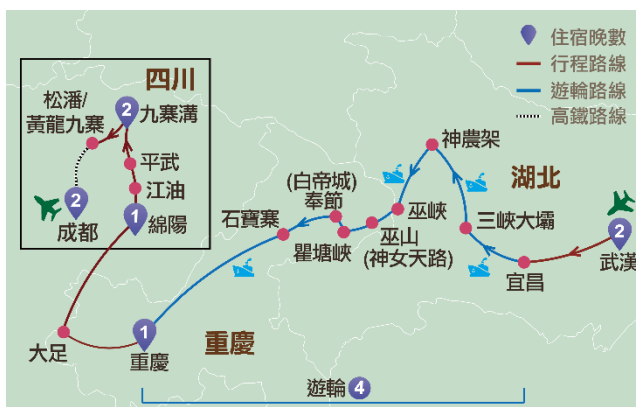 住宿晚數
行程路線
遊輪路線
高鐵路線
四川
松潘/
黃龍九寨
2
九寨溝
平武
江油
2
成都
1
綿陽
神農架
湖北
(白帝城)
奉節
巫峽
石寶寨
瞿塘峽
巫山
(神女天路)
三峽大壩
2
武漢
宜昌
大足
1
重慶
重慶
遊輪 4